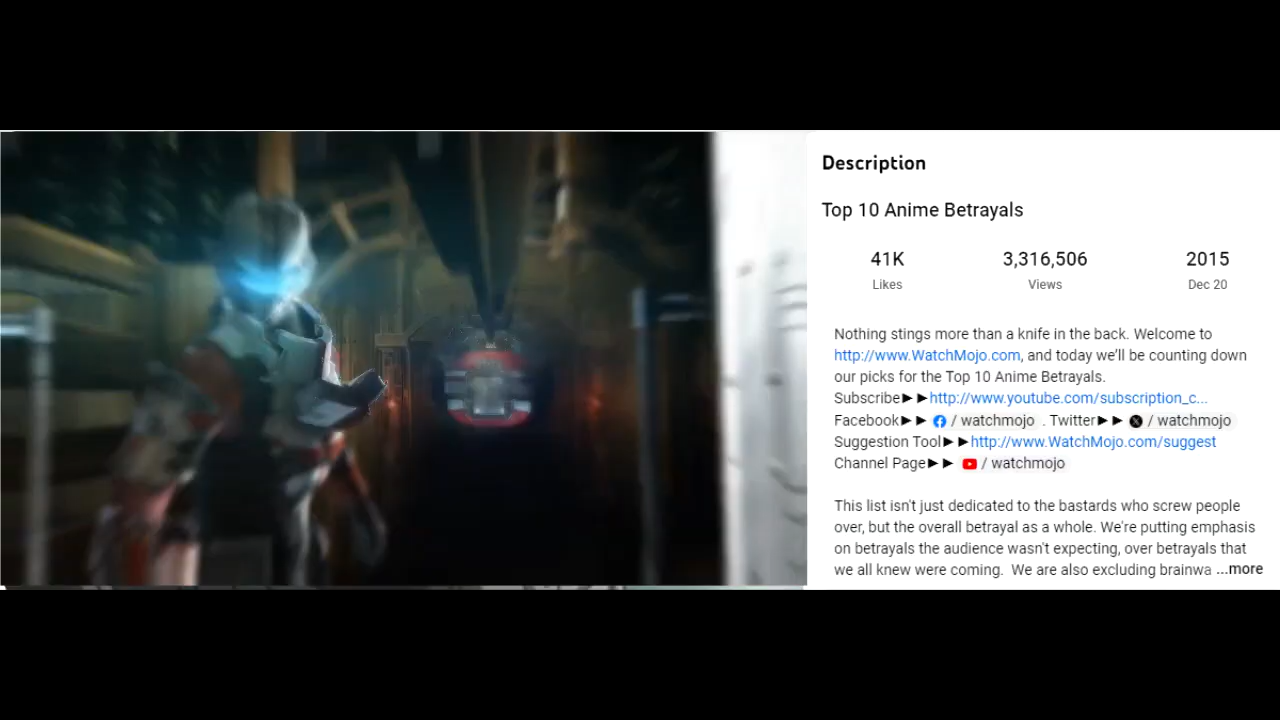 Description
Top 10 Anime Betrayals
41K 3,316,506 2015
Likes Views Dec 20
Nothing stings more than a knife in the back. Welcome to
http://www.WatchMojo.com, and today we’ll be counting down
our picks for the Top 10 Anime Betrayals.
Subscribe►►http://www.youtube.com/subscription_c...
Facebook►► / watchmojo . Twitter►► / watchmojo
Suggestion Tool►►http://www.WatchMojo.com/suggest
Channel Page►► / watchmojo
This list isn't just dedicated to the bastards who screw people
over, but the overall betrayal as a whole. We're putting emphasis
on betrayals the audience wasn't expecting, over betrayals that
we all knew were coming. We are also excluding brainwa ...more